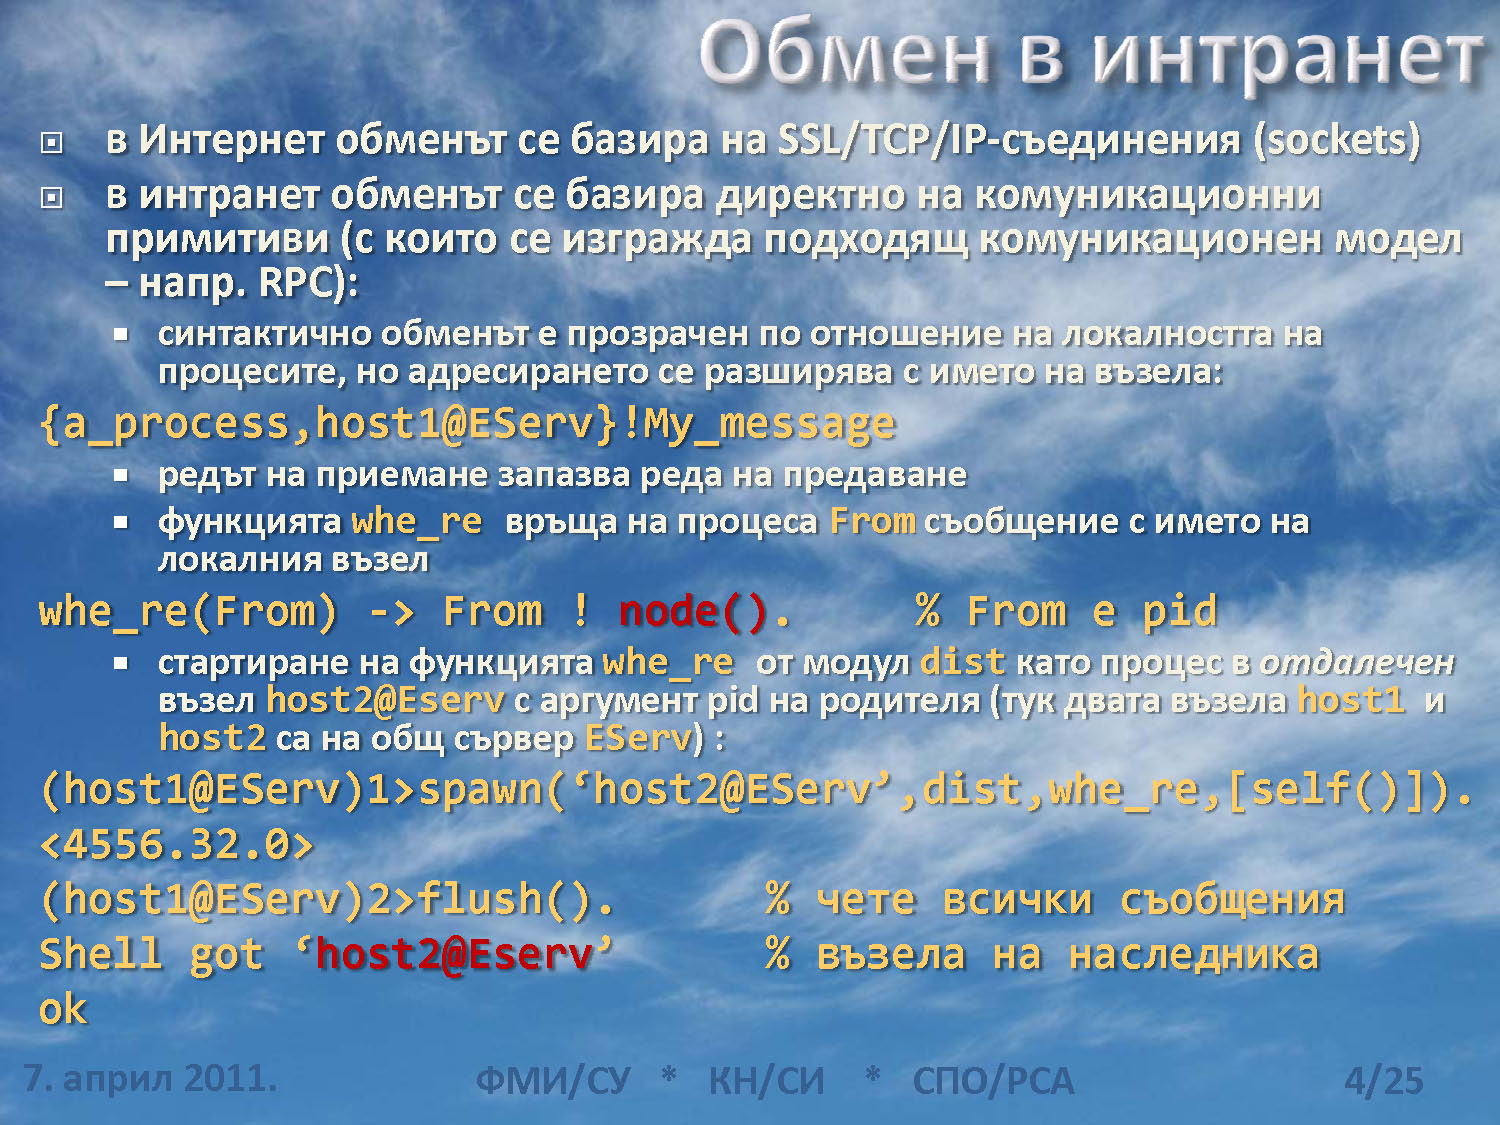 Обмен в интранет
в Интернет обменът се базира на SSL/TCP/IP-съединения (sockets)
в интранет обменът се базира директно на комуникационни
примитиви (с които се изгражда подходящ комуникационен модел
– напр. RPC):
синтактично обменът е прозрачен по отношение на локалността на
процесите, но адресирането се разширява с името на възела:
{a_process,host1@EServ}!My_message
редът на приемане запазва реда на предаване
функцията whe_re връща на процеса From съобщение с името на
локалния възел
whe_re(From) -> From ! node(). % From е pid
стартиране на функцията whe_re от модул dist като процес в отдалечен
възел host2@Eserv с аргумент pid на родителя (тук двата възела host1 и
host2 са на общ сървер EServ) :
(host1@EServ)1>spawn(‘host2@EServ’,dist,whe_re,[self()]).
<4556.32.0>
(host1@EServ)2>flush(). % чете всички съобщения
Shell got ‘host2@Eserv’ % възела на наследника
ok
7. април 2011. ФМИ/СУ * КН/СИ * СПО/РСА 4/25